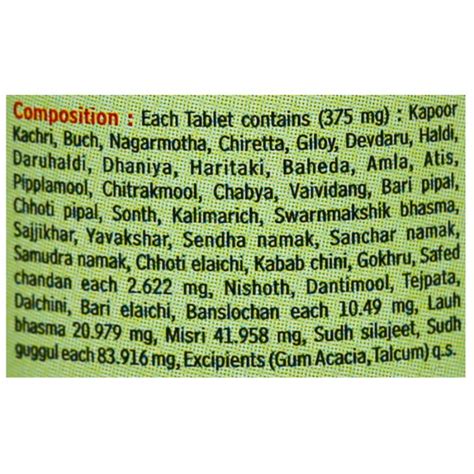 Composition : Each Tablet contains (375 mg) : Kapoor
Kachri, Buch, Nagarmotha, Chiretta, Giloy, Devdaru, Haldi,
Daruhaldi, Dhaniya, Haritaki, Baheda, Amla, Atis,
Pipplamool, Chitrakmool, Chabya, Vaividang, Bari pipal,
Chhoti pipal, Sonth, Kalimarich, Swarnmakshik bhasma,
Sajjikhar, Yavakshar, Sendha namak, Sanchar namak,
Samudra namak, Chhoti elaichi, Kabab chini, Gokhru, Safed
chandan each 2.622 mg, Nishoth, Dantimool, Tejpata,
Dalchini, Bari elaichi, Banslochan each 10.49 mg, Lauh
bhasma 20.979 mg, Misri 41.958 mg, Sudh silajeet, Sudh
guggul each 83.916 mg, Excipients (Gum Acacia, Talcum) q.s.